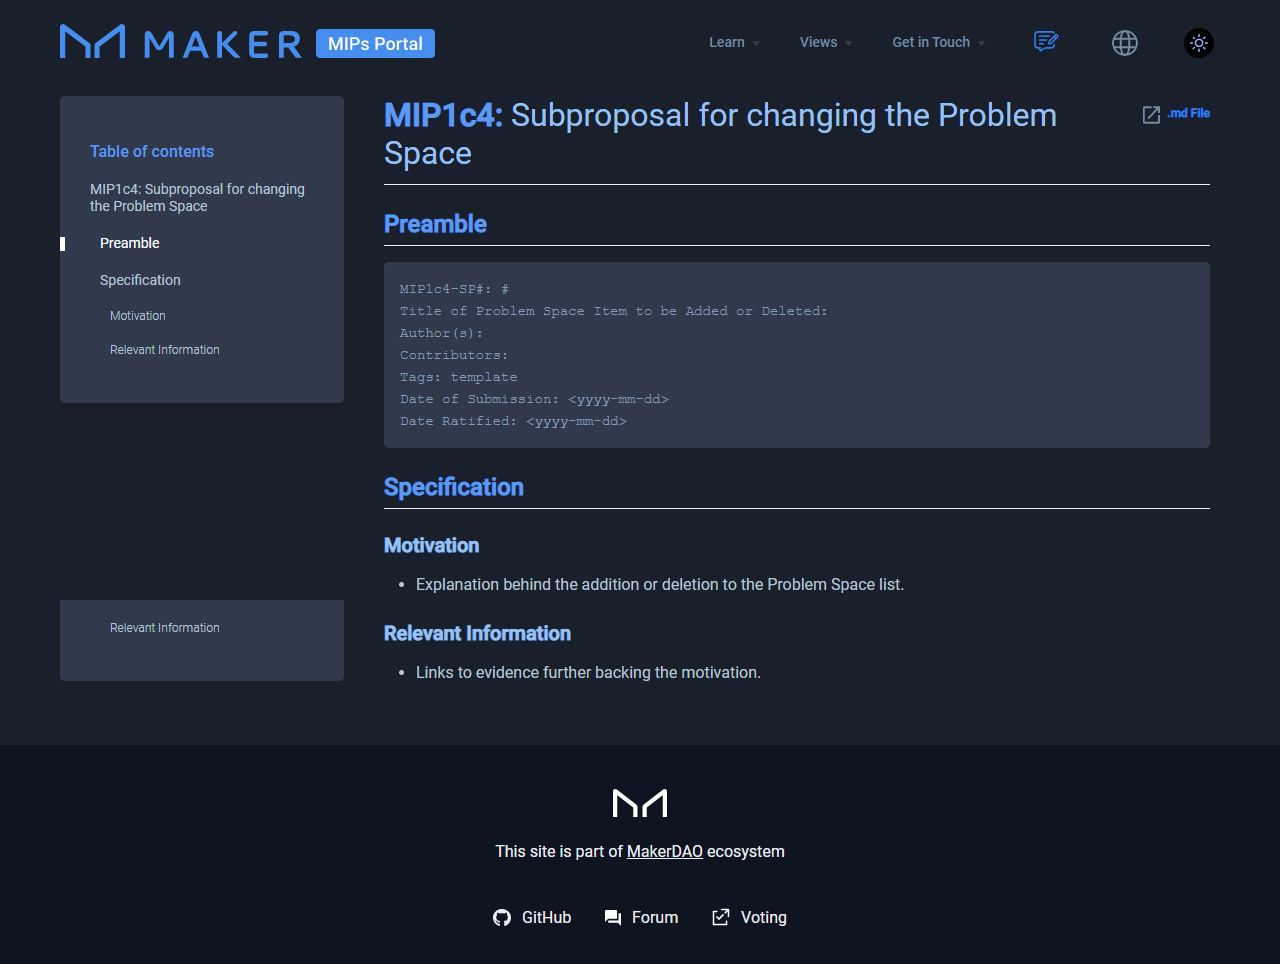 MAKER MIPs Portal
Learn
Views
Get in Touch
Table of contents
MIP1c4: Subproposal for changing
the Problem Space
Preamble
Specification
Motivation
Relevant Information
Relevant Information
MIP1c4: Subproposal for changing the Problem
Space
.md File
Preamble
MIP1c4-SP#: #
Title of Problem Space Item to be Added or Deleted:
Author(s):
Contributors:
Tags: template
Date of Submission: <yyyy-mm-dd>
Date Ratified: <yyyy-mm-dd>
Specification
Motivation
• Explanation behind the addition or deletion to the Problem Space list.
Relevant Information
• Links to evidence further backing the motivation.
This site is part of MakerDAO ecosystem
GitHub
Forum
Voting